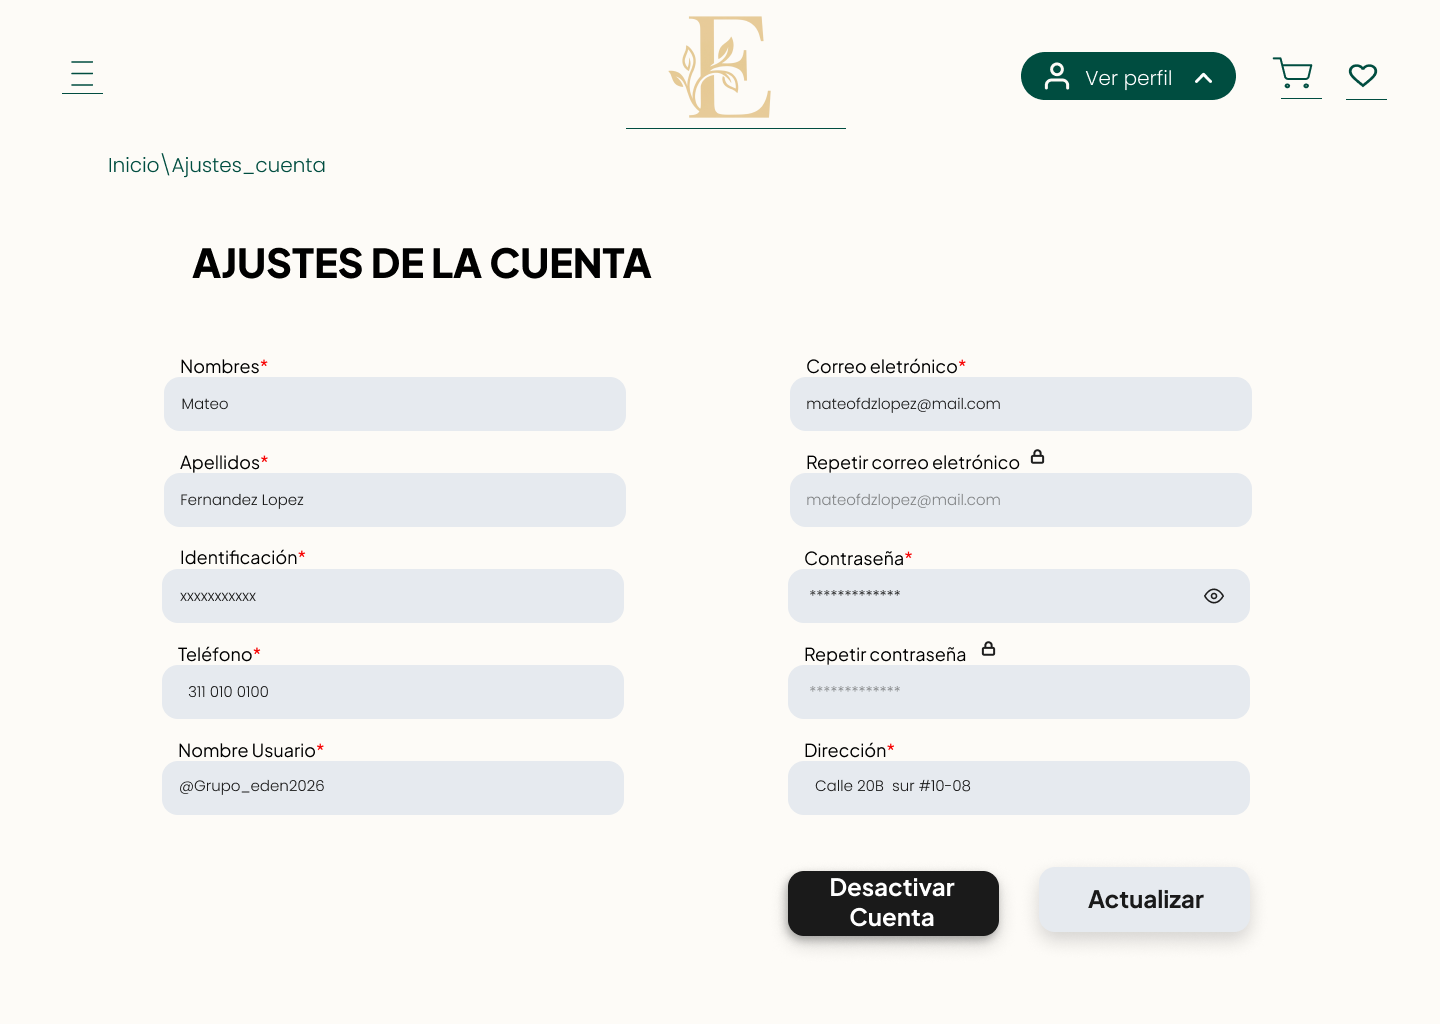 E
Ver perfil
Inicio\Ajustes_cuenta
AJUSTES DE LA CUENTA
Nombres*
Mateo
Apellidos*
Fernandez Lopez
Identificación*
xxxxxxxxxxx
Teléfono*
311 010 0100
Nombre Usuario*
@Grupo_eden2026
Correo eletrónico*
mateofdzlopez@mail.com
Repetir correo eletrónico
mateofdzlopez@mail.com
Contraseña*
*************
Repetir contraseña
*************
Dirección*
Calle 20B sur #10-08
Desactivar
Cuenta
Actualizar